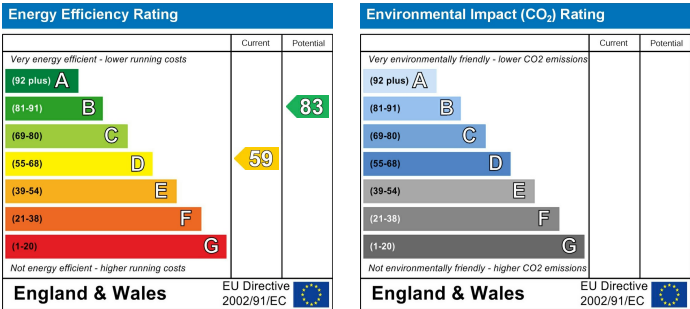 Energy Efficiency Rating
Current
Potential
Very energy efficient - lower running costs
(92 plus) A
(81-91) B
(69-80) C
(55-68) D
(39-54) E
(21-38) F
(1-20) G
83
59
Not energy efficient - higher running costs
England & Wales
EU Directive
2002/91/EC
Environmental Impact (CO₂) Rating
Current
Potential
Very environmentally friendly - lower CO2 emissions
(92 plus) A
(81-91) B
(69-80) C
(55-68) D
(39-54) E
(21-38) F
(1-20) G
Not environmentally friendly - higher CO2 emissions
England & Wales
EU Directive
2002/91/EC